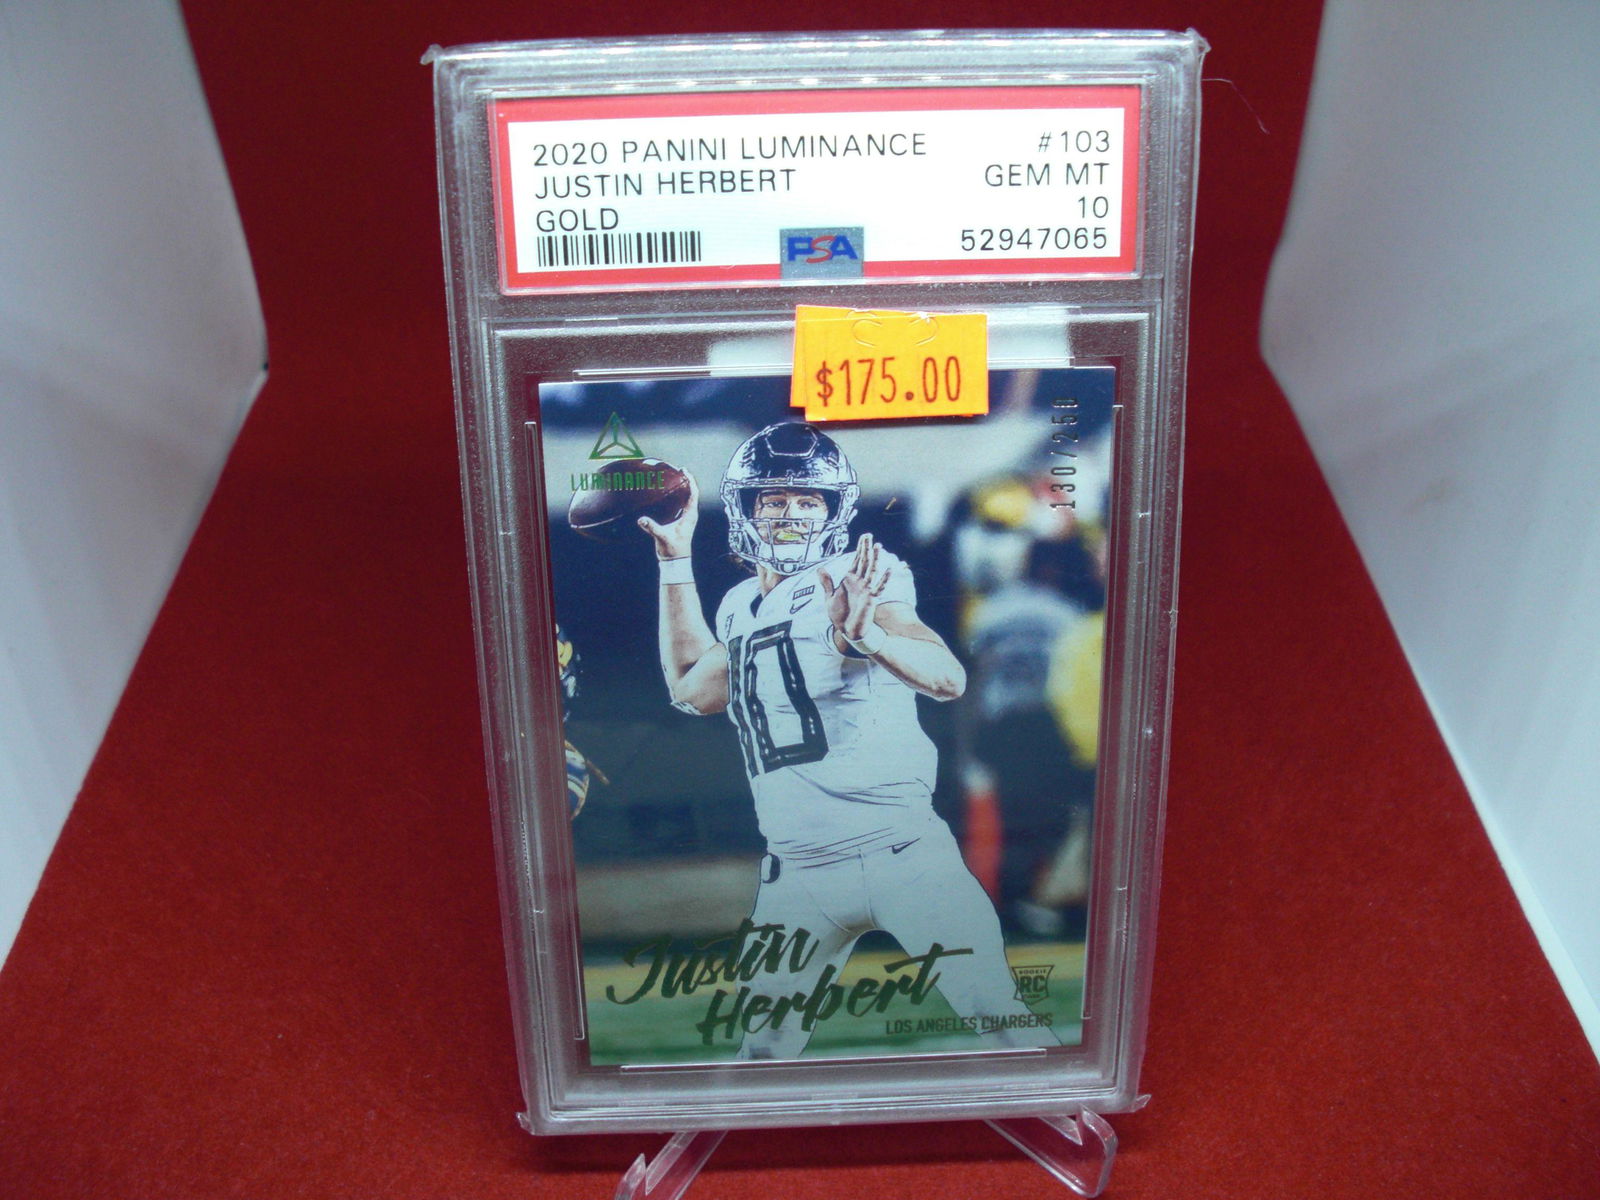 2020 PANINI LUMINANCE #103
JUSTIN HERBERT GEM MT
GOLD 10
52947065
PSA
$175.00
130/250
LUMINANCE
10
Justin
Herbert
ROOKIE
RC
LOS ANGELES CHARGERS